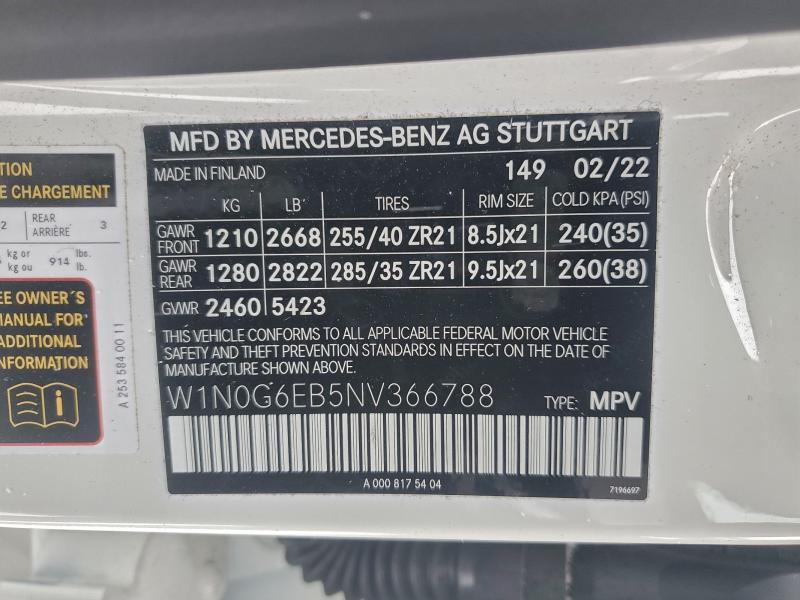 TION
E CHARGEMENT
2 REAR ARRIÈRE 3
kg or kg ou 914 lbs. lb.
EE OWNER'S
MANUAL FOR
ADDITIONAL
NFORMATION
A 253 584 00 11
MFD BY MERCEDES-BENZ AG STUTTGART
MADE IN FINLAND 149 02/22
KG LB TIRES RIM SIZE COLD KPA (PSI)
GAWR FRONT 1210 2668 255/40 ZR21 8.5Jx21 240(35)
GAWR REAR 1280 2822 285/35 ZR21 9.5Jx21 260(38)
GVWR 2460 5423
THIS VEHICLE CONFORMS TO ALL APPLICABLE FEDERAL MOTOR VEHICLE
SAFETY AND THEFT PREVENTION STANDARDS IN EFFECT ON THE DATE OF
MANUFACTURE SHOWN ABOVE.
W1N0G6EB5NV366788 TYPE: MPV
A 000 817 54 04
7196697